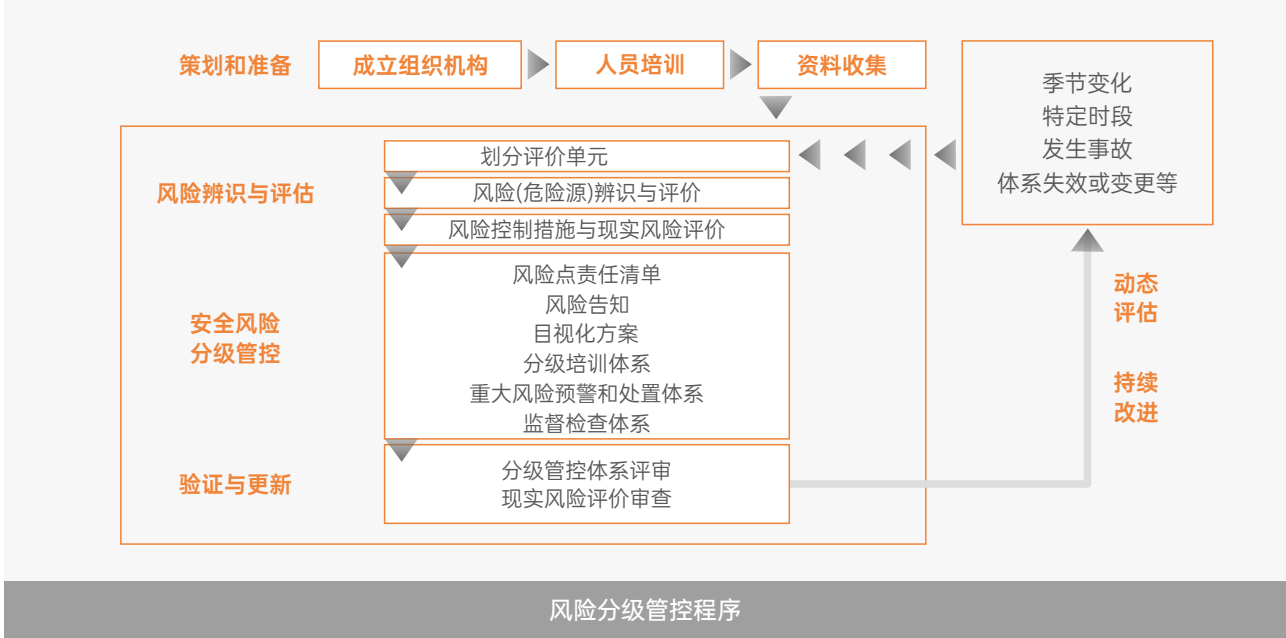 策划和准备
成立组织机构
人员培训
资料收集
季节变化
特定时段
发生事故
体系失效或变更等
风险辨识与评估
划分评价单元
风险(危险源)辨识与评价
风险控制措施与现实风险评价
安全风险
分级管控
风险点责任清单
风险告知
目视化方案
分级培训体系
重大风险预警和处置体系
监督检查体系
动态
评估
持续
改进
验证与更新
分级管控体系评审
现实风险评价审查
风险分级管控程序